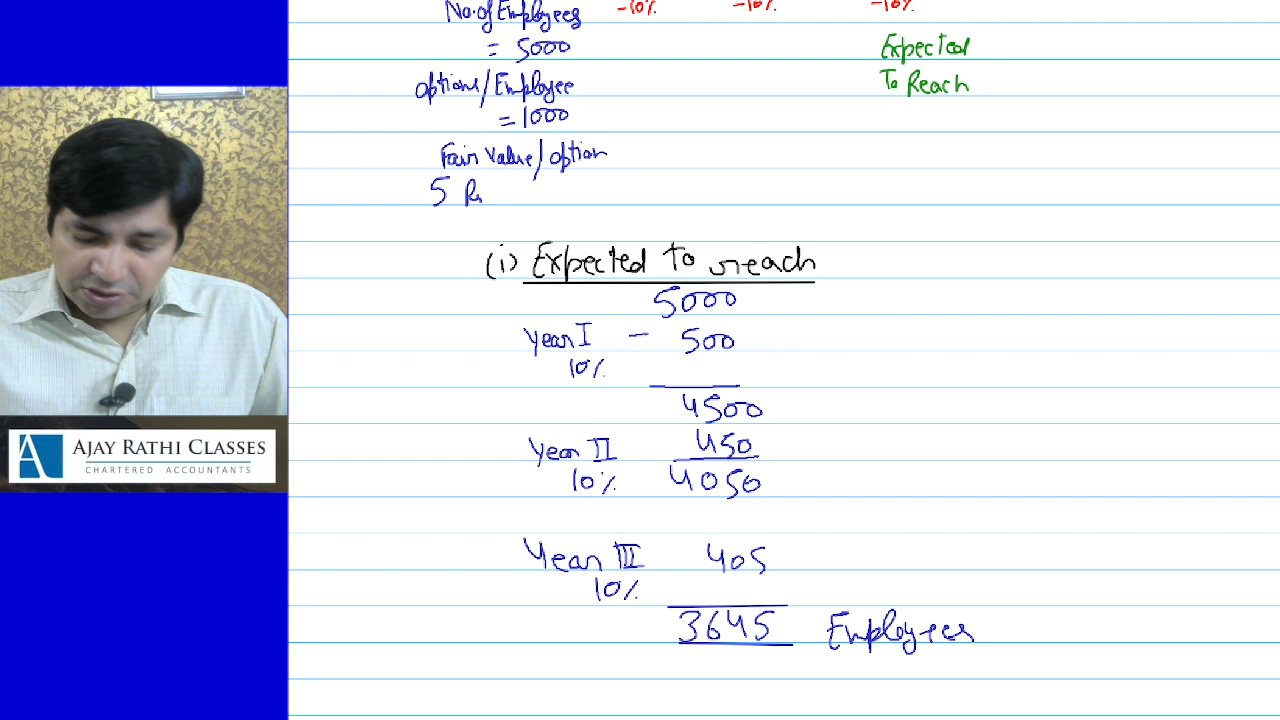 No. of Employees -10% -10% -10%
= 5000
Options/Employee
= 1000
Fair Value/option
5 Rs
Expected
To Reach
(i) Expected To reach
5000
Year I - 500
10%
4500
Year II 450
10% 4050
Year III 405
10%
3645 Employees
AJAY RATHI CLASSES
CHARTERED ACCOUNTANTS